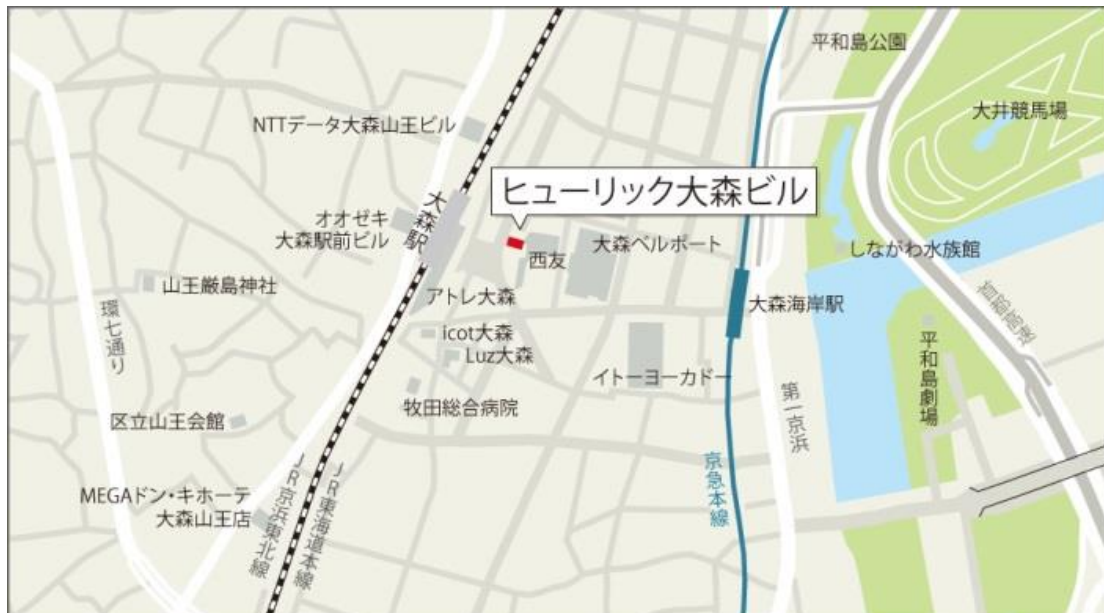 平和島公園
大井競馬場
NTTデータ大森山王ビル
ヒューリック大森ビル
大森駅
オオゼキ
大森駅前ビル
西友
大森ベルポート
しながわ水族館
山王厳島神社
アトレ大森
大森海岸駅
首都高速
環七通り
icot大森
Luz大森
イトーヨーカドー
平和島劇場
牧田総合病院
第一京浜
区立山王会館
京急本線
MEGAドン・キホーテ
大森山王店
JR京浜東北線
JR東海道本線